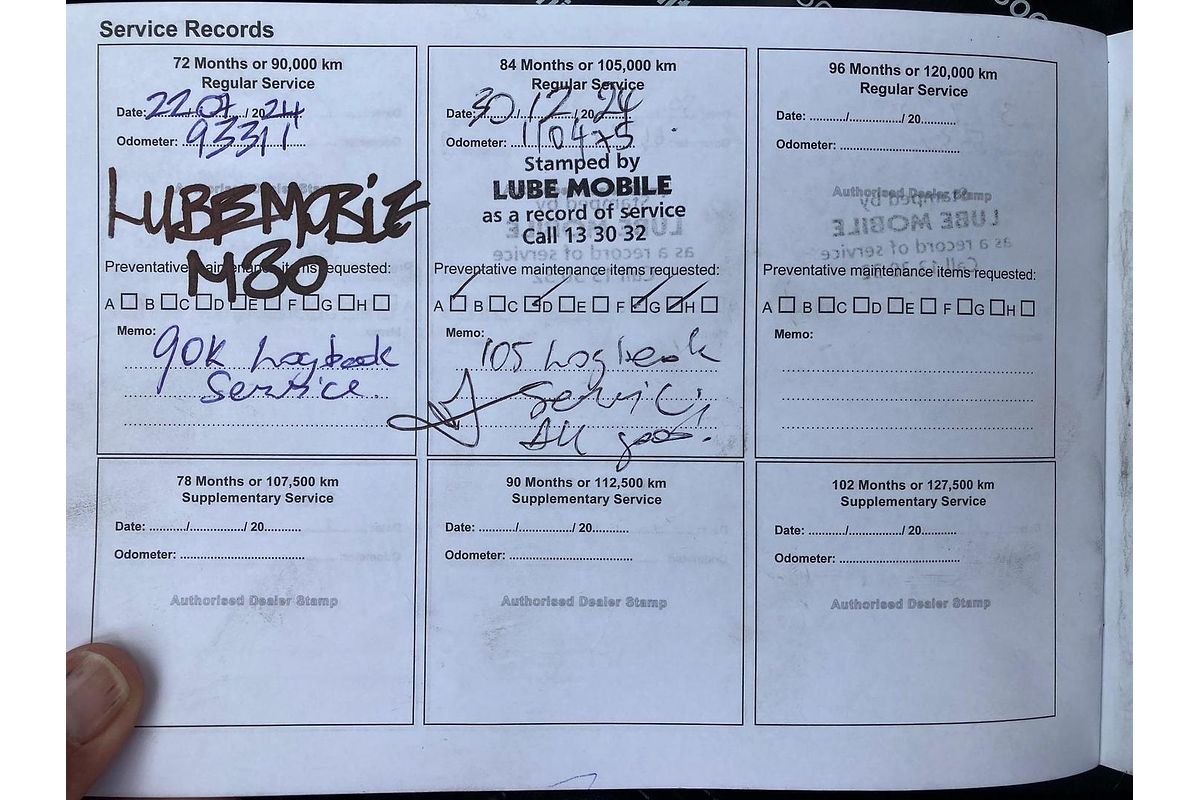 Service Records
72 Months or 90,000 km
Regular Service
Date: 22.07 / 20 24
Odometer: 93311
LUBEMOBILE
M80
Preventative maintenance items requested:
A B C D E F G H
Memo:
90K Logbook
Service.
84 Months or 105,000 km
Regular Service
Date: 30/12/20 24
Odometer: 110475
Stamped by
LUBE MOBILE
as a record of service
Call 13 30 32
Preventative maintenance items requested:
A B C D E F G H
Memo:
105 Logbook
Service,
All good.
96 Months or 120,000 km
Regular Service
Date: ........../................/ 20..........
Odometer: ..................................
Authorised Dealer Stamp
Preventative maintenance items requested:
A B C D E F G H
Memo:
78 Months or 107,500 km
Supplementary Service
Date: ........../................/ 20..........
Odometer: ..................................
Authorised Dealer Stamp
90 Months or 112,500 km
Supplementary Service
Date: ........../................/ 20..........
Odometer: ..................................
Authorised Dealer Stamp
102 Months or 127,500 km
Supplementary Service
Date: ........../................/ 20..........
Odometer: ..................................
Authorised Dealer Stamp